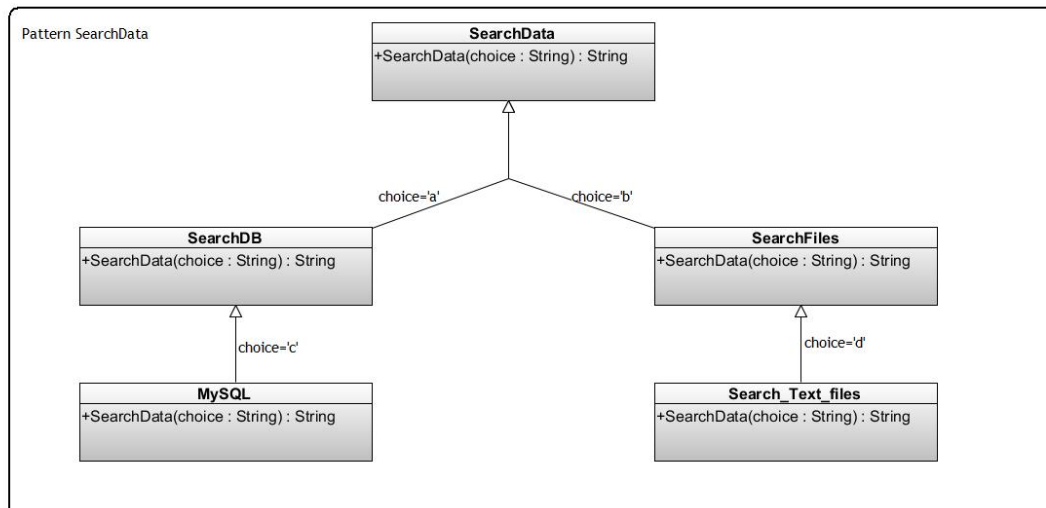 Pattern SearchData
SearchData
+SearchData(choice : String) : String
choice='a'
choice='b'
SearchDB
+SearchData(choice : String) : String
SearchFiles
+SearchData(choice : String) : String
choice='c'
choice='d'
MySQL
+SearchData(choice : String) : String
Search_Text_files
+SearchData(choice : String) : String